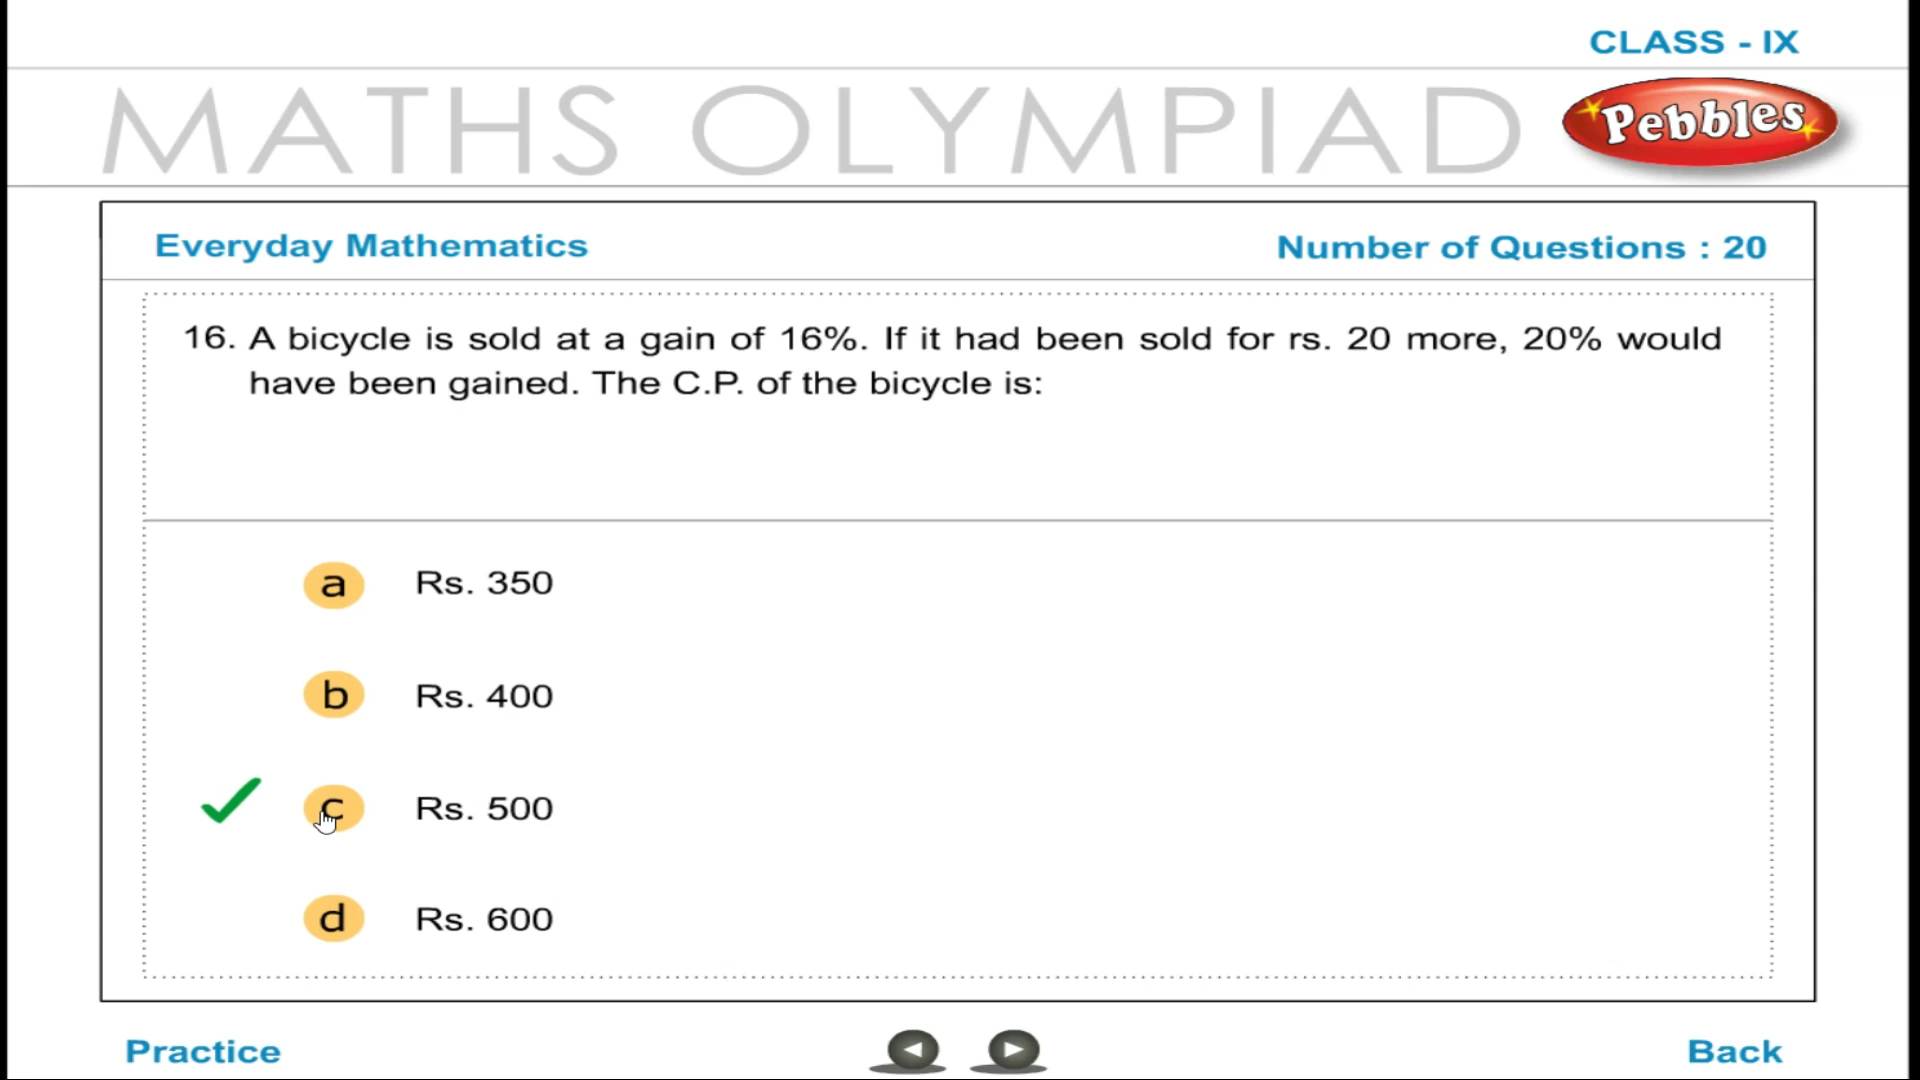 CLASS - IX
MATHS OLYMPIAD
Pebbles
Everyday Mathematics
Number of Questions : 20
16. A bicycle is sold at a gain of 16%. If it had been sold for rs. 20 more, 20% would
have been gained. The C.P. of the bicycle is:
a Rs. 350
b Rs. 400
c Rs. 500
d Rs. 600
Practice
Back